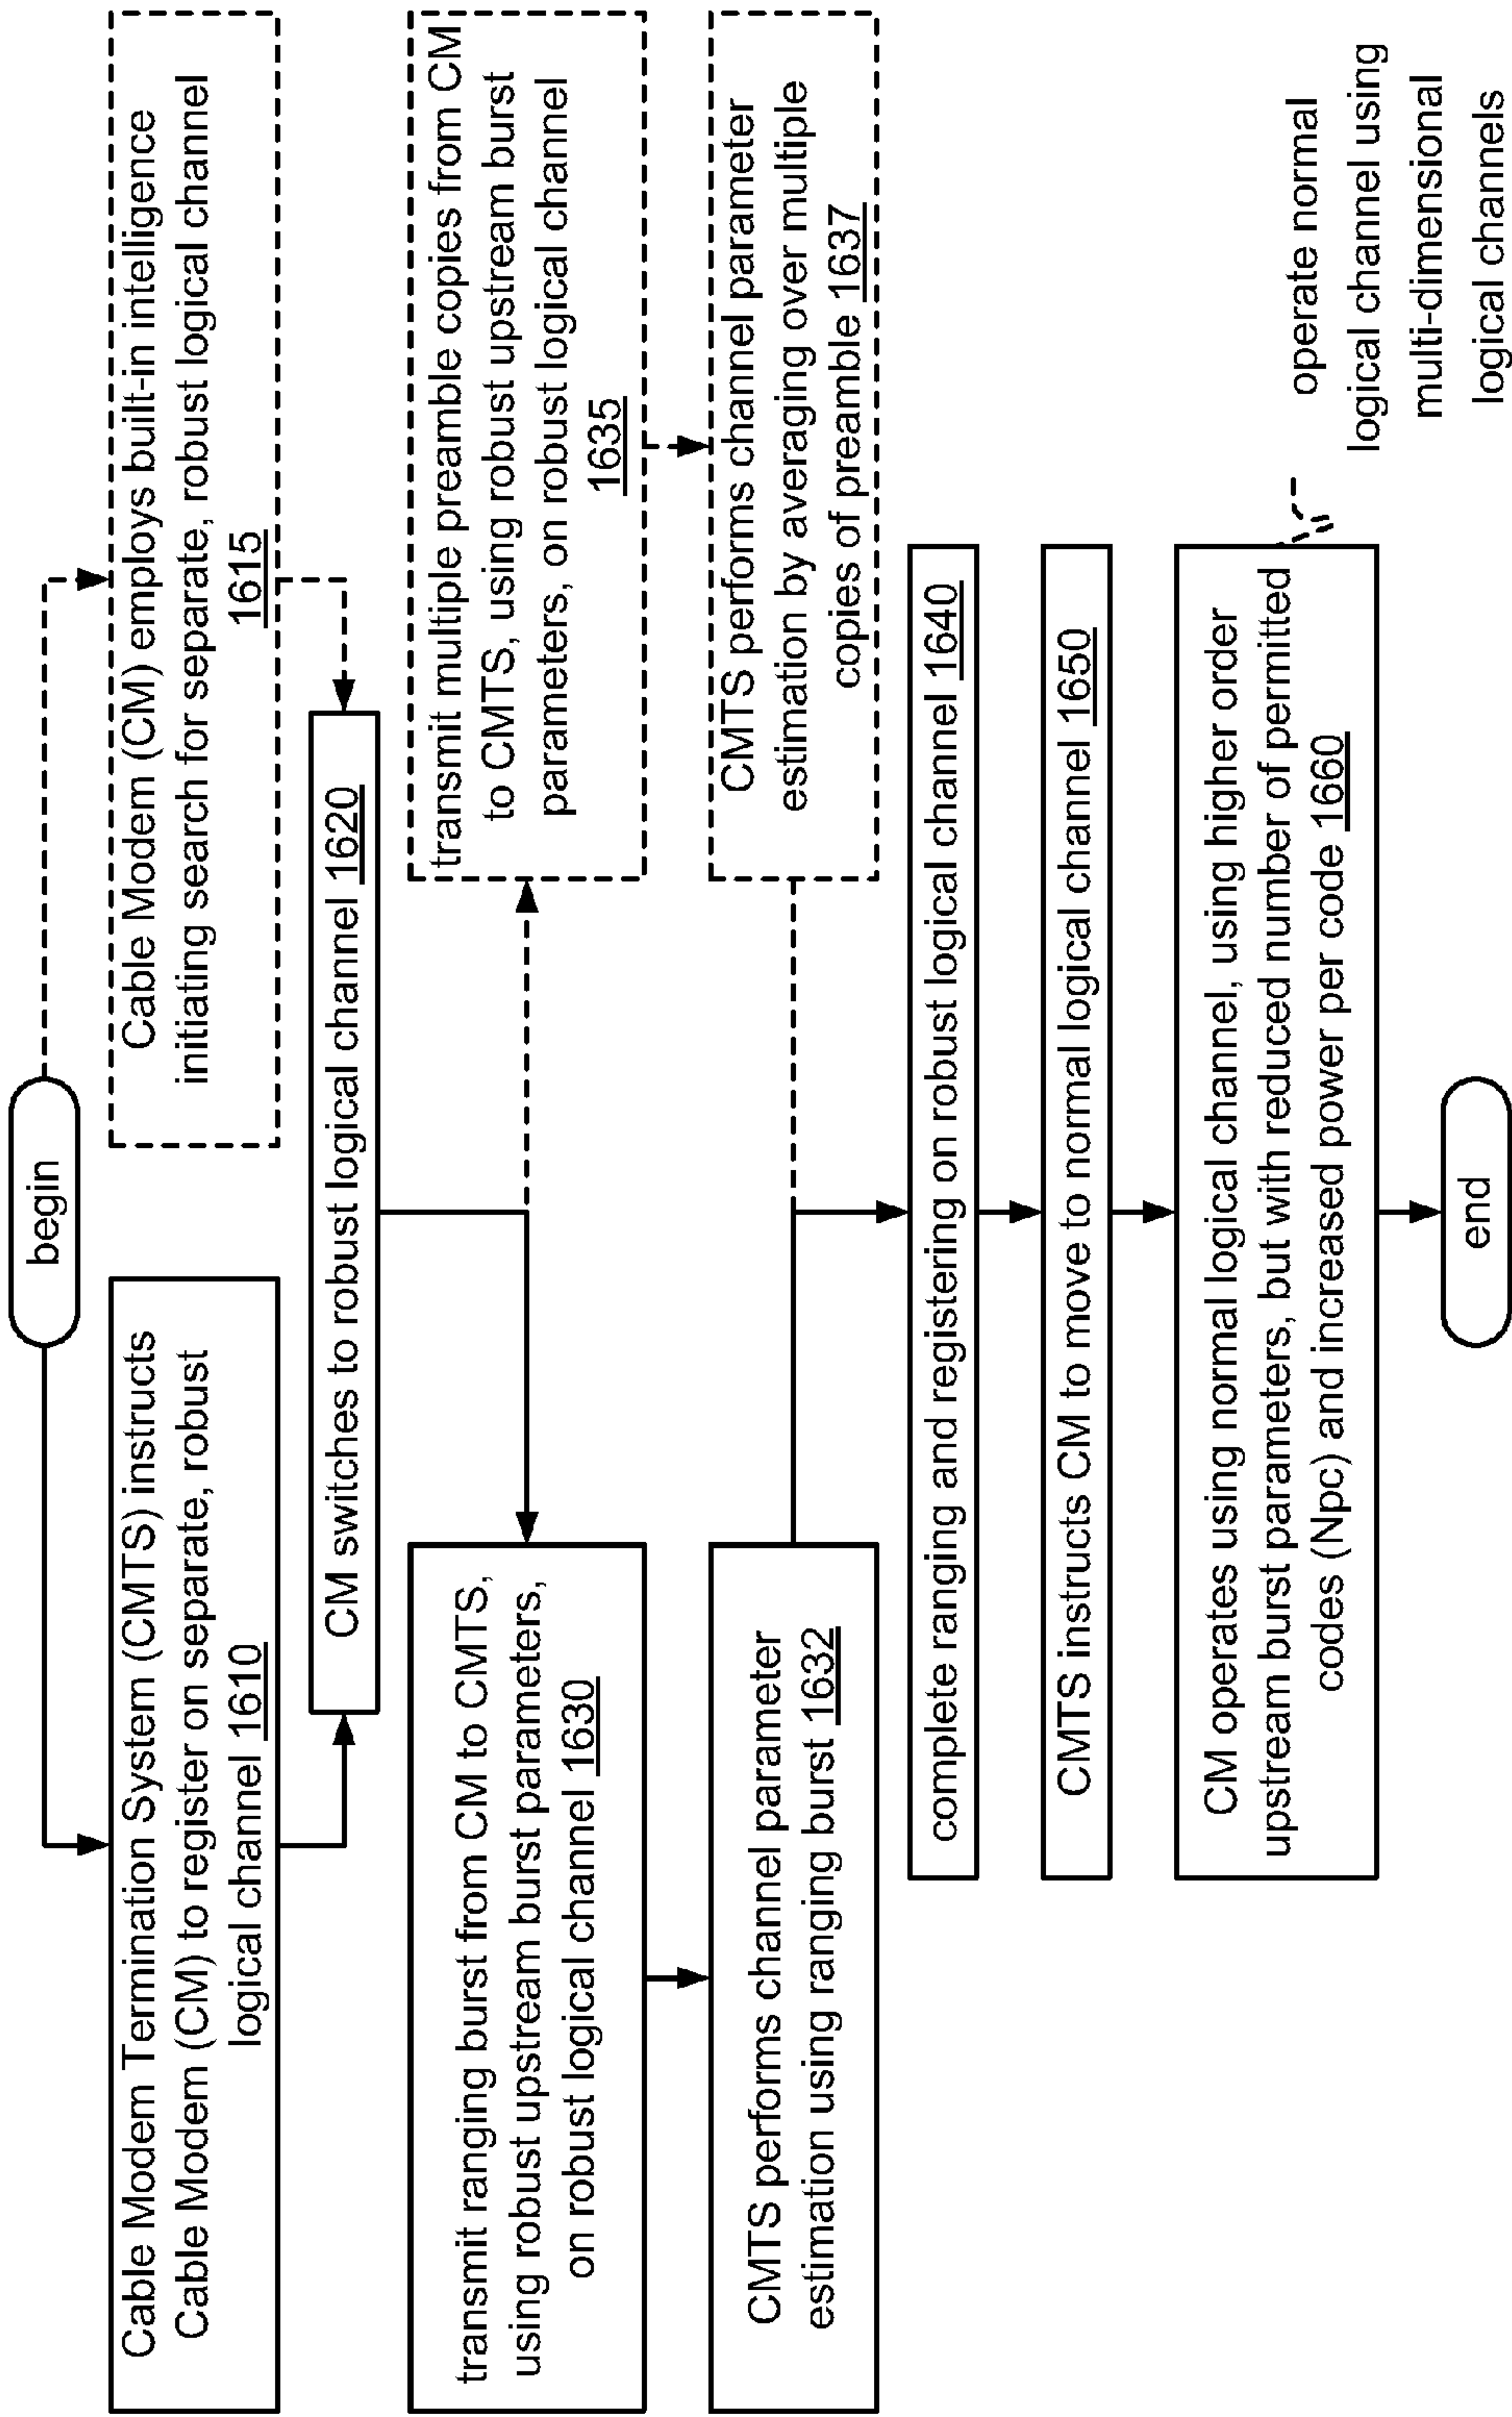 begin
Cable Modem Termination System (CMTS) instructs
Cable Modem (CM) to register on separate, robust
logical channel 1610
Cable Modem (CM) employs built-in intelligence
initiating search for separate, robust logical channel
1615
CM switches to robust logical channel 1620
transmit ranging burst from CM to CMTS,
using robust upstream burst parameters,
on robust logical channel 1630
transmit multiple preamble copies from CM
to CMTS, using robust upstream burst
parameters, on robust logical channel
1635
CMTS performs channel parameter
estimation using ranging burst 1632
CMTS performs channel parameter
estimation by averaging over multiple
copies of preamble 1637
complete ranging and registering on robust logical channel 1640
CMTS instructs CM to move to normal logical channel 1650
CM operates using normal logical channel, using higher order
upstream burst parameters, but with reduced number of permitted
codes (Npc) and increased power per code 1660
operate normal
logical channel using
multi-dimensional
logical channels
end